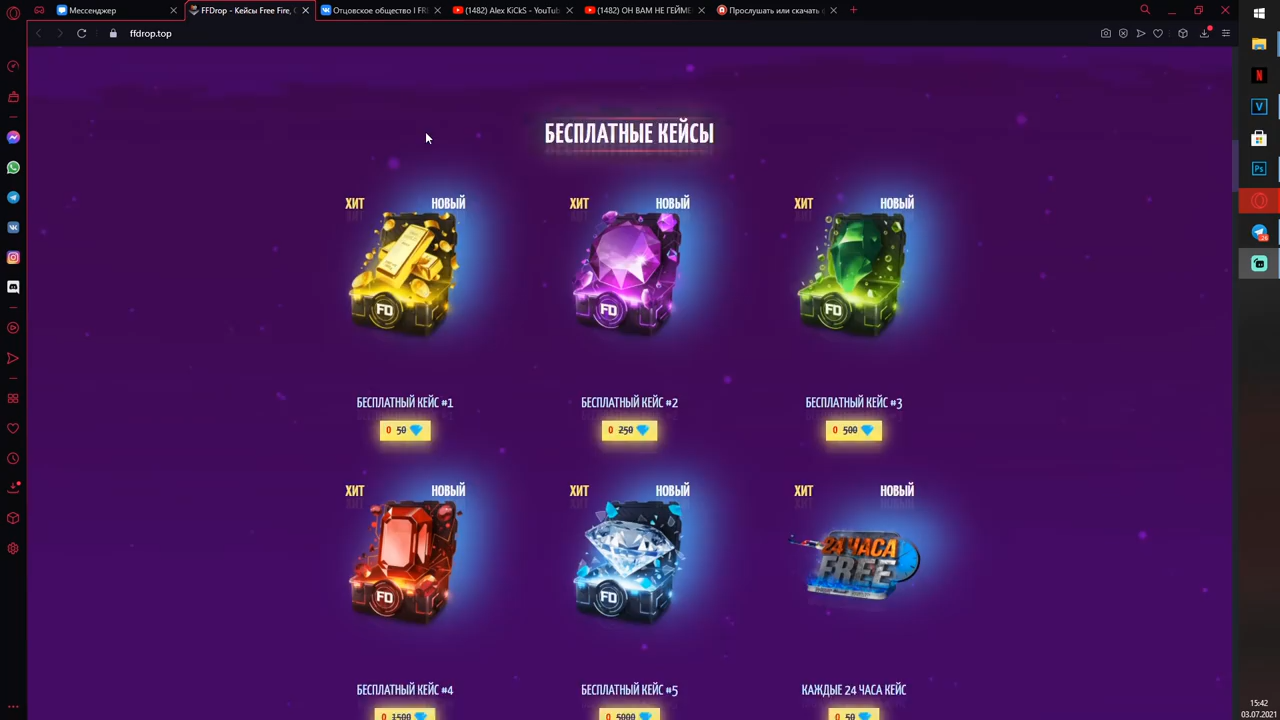 Мессенджер
FFDrop - Кейсы Free Fire, C
Отцовское общество I FR
(1482) Alex KiCkS - YouTub
(1482) ОН ВАМ НЕ ГЕЙМЕ
Прослушать или скачать
ffdrop.top
БЕСПЛАТНЫЕ КЕЙСЫ
ХИТ НОВЫЙ ХИТ НОВЫЙ ХИТ НОВЫЙ
FD FD FD
БЕСПЛАТНЫЙ КЕЙС #1 БЕСПЛАТНЫЙ КЕЙС #2 БЕСПЛАТНЫЙ КЕЙС #3
0 50 0 250 0 500
ХИТ НОВЫЙ ХИТ НОВЫЙ ХИТ НОВЫЙ
24 ЧАСА
FREE
FD FD
БЕСПЛАТНЫЙ КЕЙС #4 БЕСПЛАТНЫЙ КЕЙС #5 КАЖДЫЕ 24 ЧАСА КЕЙС
0 1500 0 5000 0 50
N
V
Ps
15:42
03.07.2021